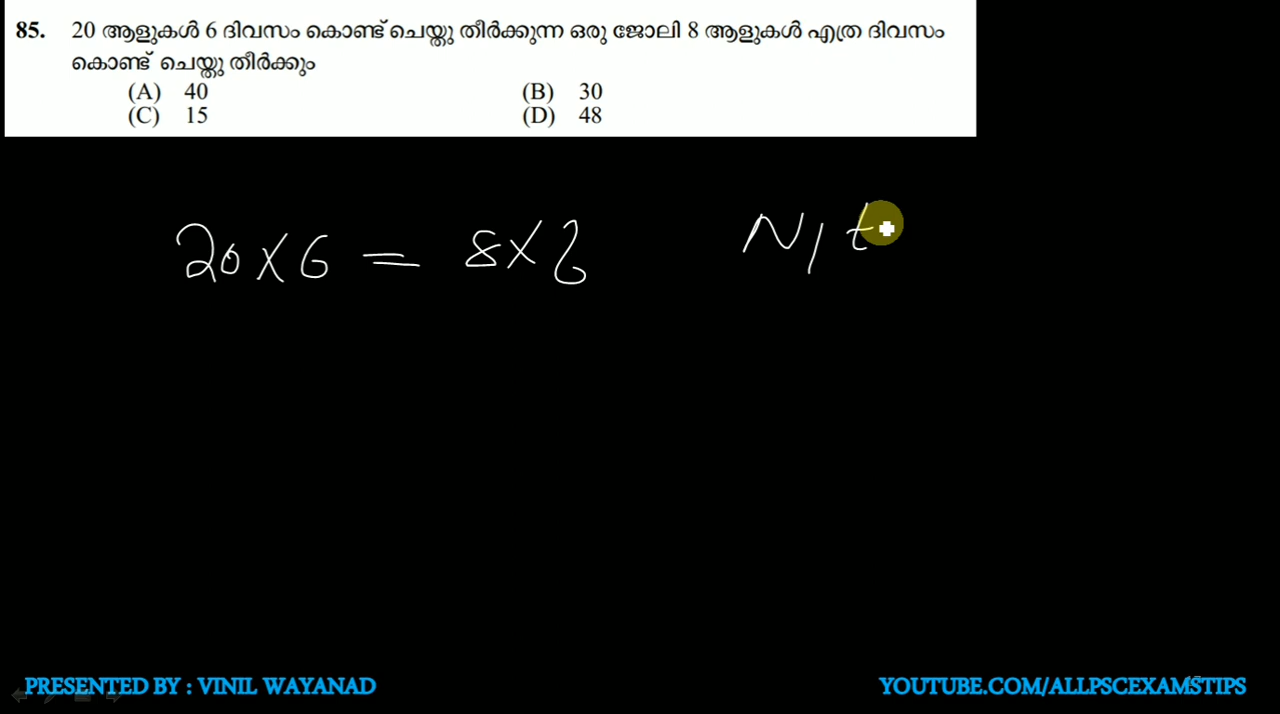 85. 20 ആളുകൾ 6 ദിവസം കൊണ്ട് ചെയ്തു തീർക്കുന്ന ഒരു ജോലി 8 ആളുകൾ എത്ര ദിവസം
കൊണ്ട് ചെയ്തു തീർക്കും
(A) 40 (B) 30
(C) 15 (D) 48
20 × 6 = 8 × ? N, t
PRESENTED BY : VINIL WAYANAD YOUTUBE.COM/ALLPSCEXAMSTIPS